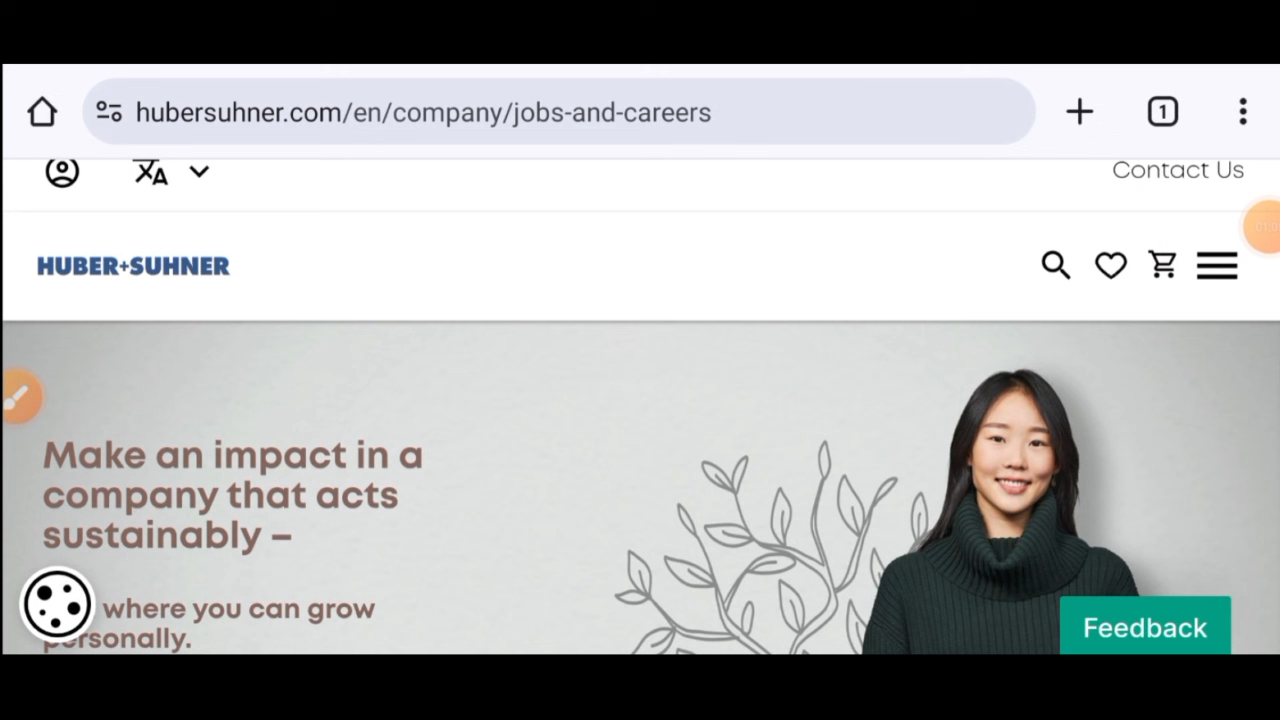 hubersuhner.com/en/company/jobs-and-careers
1
Contact Us
HUBER+SUHNER
Make an impact in a
company that acts
sustainably –
where you can grow
personally.
Feedback